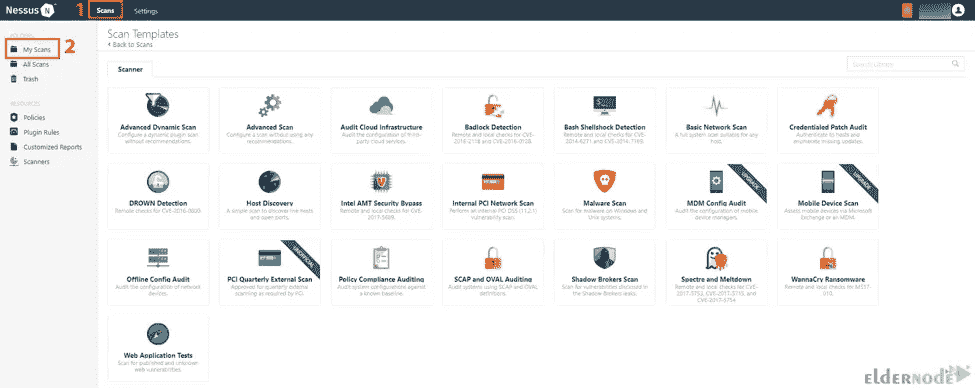 Nessus N
1
Scans
Settings
FOLDERS
My Scans
2
All Scans
Trash
RESOURCES
Policies
Plugin Rules
Customized Reports
Scanners
Scan Templates
Back to Scans
Scanner
Search Library
Advanced Dynamic Scan
Configure a dynamic plugin scan
without recommendations.
Advanced Scan
Configure a scan without using any
recommendations.
Audit Cloud Infrastructure
Audit the configuration of third-
party cloud services.
Badlock Detection
Remote and local checks for CVE-
2016-2118 and CVE-2016-0128.
Bash Shellshock Detection
Remote and local checks for CVE-
2014-6271 and CVE-2014-7169.
Basic Network Scan
A full system scan suitable for any
host.
Credentialed Patch Audit
Authenticate to hosts and
enumerate missing updates.
DROWN Detection
Remote checks for CVE-2016-0800.
Host Discovery
A simple scan to discover live hosts
and open ports.
Intel AMT Security Bypass
Remote and local checks for CVE-
2017-5689.
Internal PCI Network Scan
Perform an internal PCI DSS (11.2.1)
vulnerability scan.
Malware Scan
Scan for malware on Windows and
Unix systems.
UPGRADE
MDM Config Audit
Audit the configuration of mobile
device managers.
UPGRADE
Mobile Device Scan
Assess mobile devices via Microsoft
Exchange or an MDM.
Offline Config Audit
Audit the configuration of network
devices.
UNOFFICIAL
PCI Quarterly External Scan
Approved for quarterly external
scanning as required by PCI.
Policy Compliance Auditing
Audit system configurations against
a known baseline.
SCAP and OVAL Auditing
Audit systems using SCAP and OVAL
definitions.
Shadow Brokers Scan
Scan for vulnerabilities disclosed in
the Shadow Brokers leaks.
Spectre and Meltdown
Remote and local checks for CVE-
2017-5753, CVE-2017-5715, and
CVE-2017-5754
WannaCry Ransomware
Remote and local checks for MS17-
010.
Web Application Tests
Scan for published and unknown
web vulnerabilities.
ELDERNODE